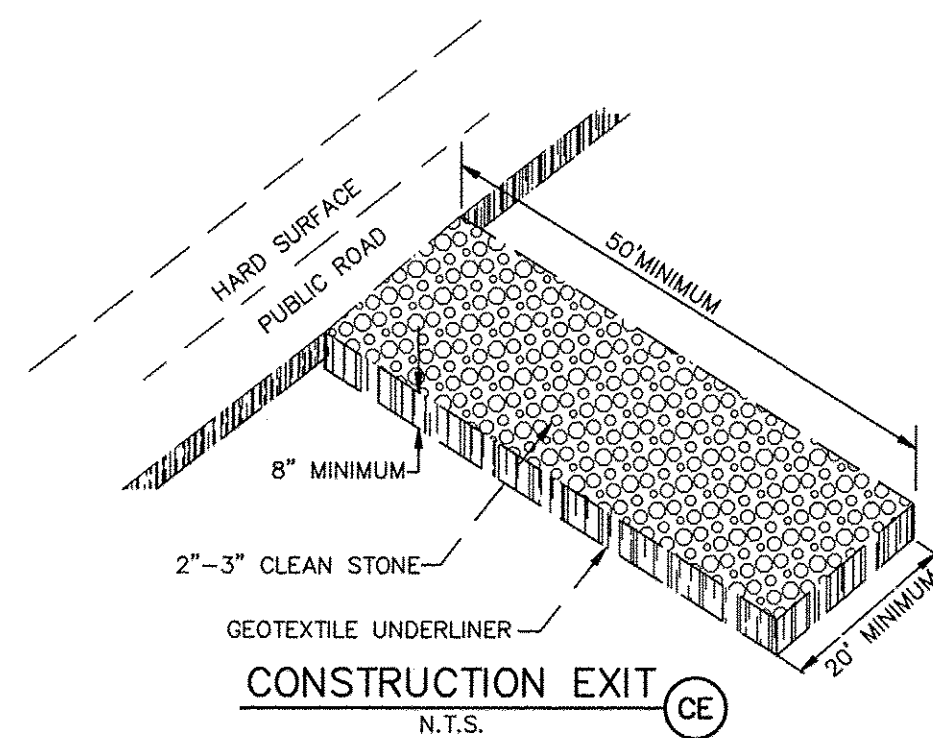 HARD SURFACE
PUBLIC ROAD
50'MINIMUM
8" MINIMUM
2"-3" CLEAN STONE
GEOTEXTILE UNDERLINER
20' MINIMUM
CONSTRUCTION EXIT
CE
N.T.S.